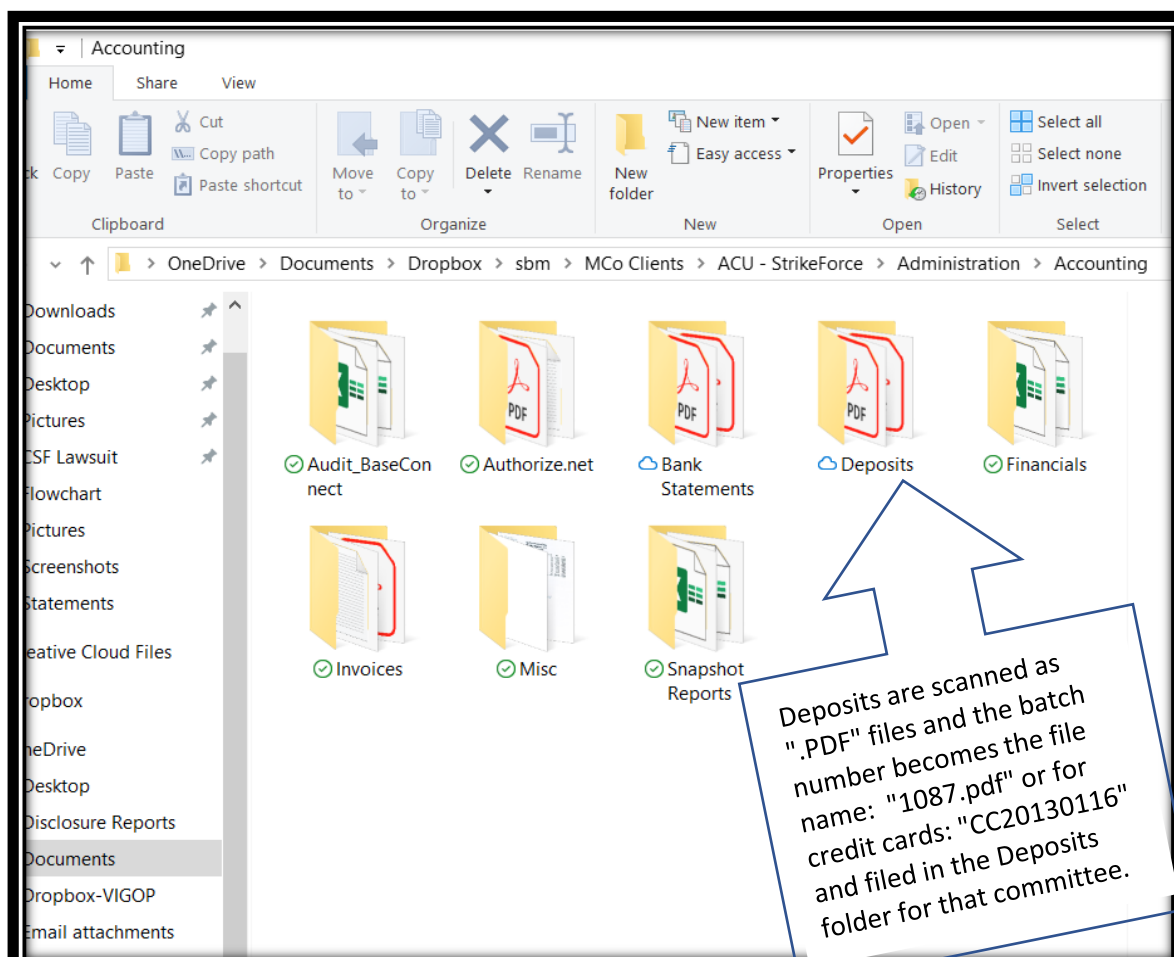 Accounting
Home Share View
Cut
Copy path
Paste shortcut
Copy Paste
Move to
Copy to
Delete Rename
New folder
New item
Easy access
Properties
Open
Edit
History
Select all
Select none
Invert selection
Clipboard Organize New Open Select
> OneDrive > Documents > Dropbox > sbm > MCo Clients > ACU - StrikeForce > Administration > Accounting
Downloads
Documents
Desktop
Pictures
CSF Lawsuit
Flowchart
Pictures
Screenshots
Statements
eative Cloud Files
ropbox
neDrive
Desktop
Disclosure Reports
Documents
Dropbox-VIGOP
Email attachments
PDF PDF PDF
Audit_BaseCon
nect
Authorize.net
Bank
Statements
Deposits
Financials
Invoices
Misc
Snapshot
Reports
Deposits are scanned as
".PDF" files and the batch
number becomes the file
name: "1087.pdf" or for
credit cards: "CC20130116"
and filed in the Deposits
folder for that committee.